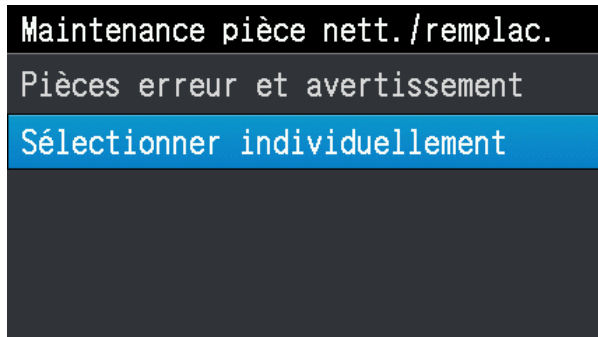 Maintenance pièce nett./remplac.
Pièces erreur et avertissement
Sélectionner individuellement